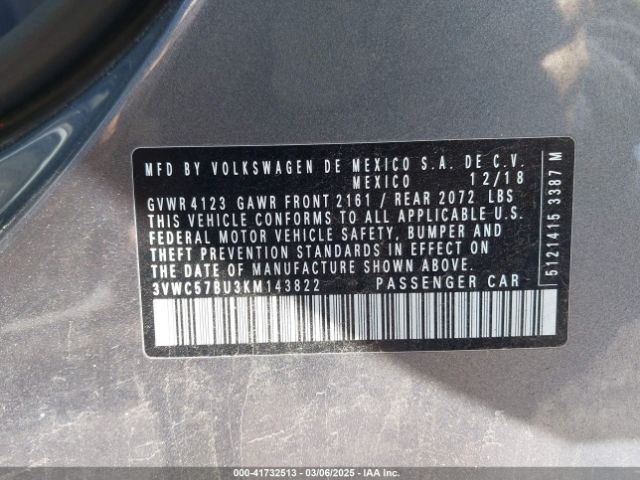 MFD BY VOLKSWAGEN DE MEXICO S.A. DE C.V.
MEXICO 12/18
GVWR 4123 GAWR FRONT 2161 / REAR 2072 LBS
THIS VEHICLE CONFORMS TO ALL APPLICABLE U.S.
FEDERAL MOTOR VEHICLE SAFETY, BUMPER AND
THEFT PREVENTION STANDARDS IN EFFECT ON
THE DATE OF MANUFACTURE SHOWN ABOVE.
3VWC57BU3KM143822 PASSENGER CAR
5121415 3387 M
© - 41732513 - 03/06/2025 - IAA, Inc.